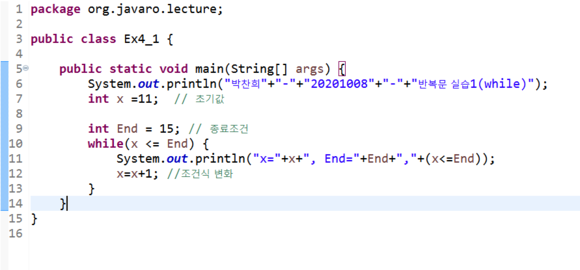 1 package org.javaro.lecture;
2
3 public class Ex4_1 {
4
5 public static void main(String[] args) {
6 System.out.println("박찬희"+"-"+"20201008"+"-"+"반복문 실습1(while)");
7 int x =11; // 초기값
8
9 int End = 15; // 종료조건
10 while(x <= End) {
11 System.out.println("x="+x+", End="+End+","+(x<=End));
12 x=x+1; //조건식 변화
13 }
14 }
15 }
16